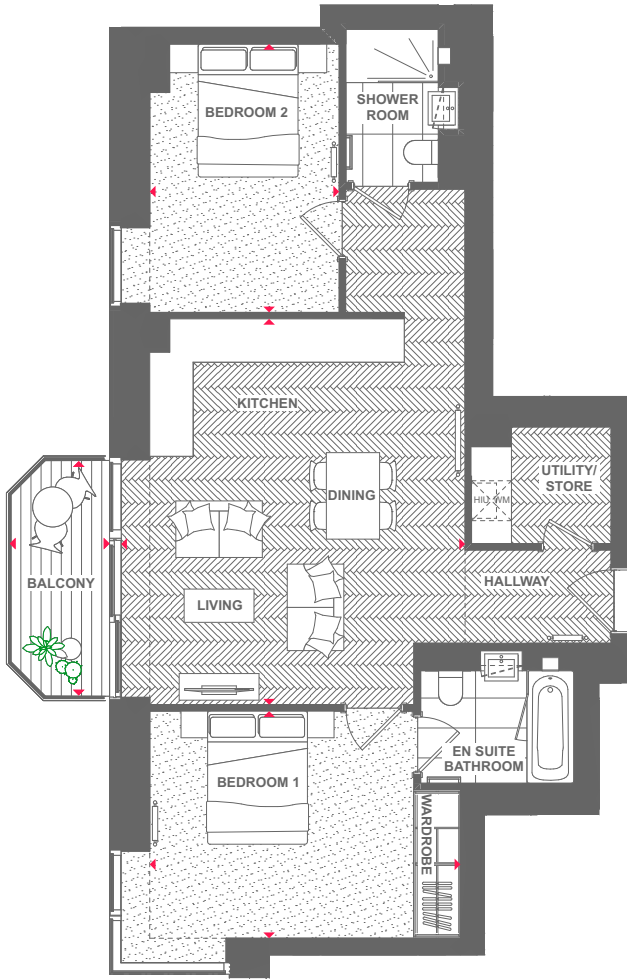 BEDROOM 2
SHOWER
ROOM
KITCHEN
DINING
UTILITY/
STORE
HIU WM
BALCONY
LIVING
HALLWAY
BEDROOM 1
EN SUITE
BATHROOM
WARDROBE